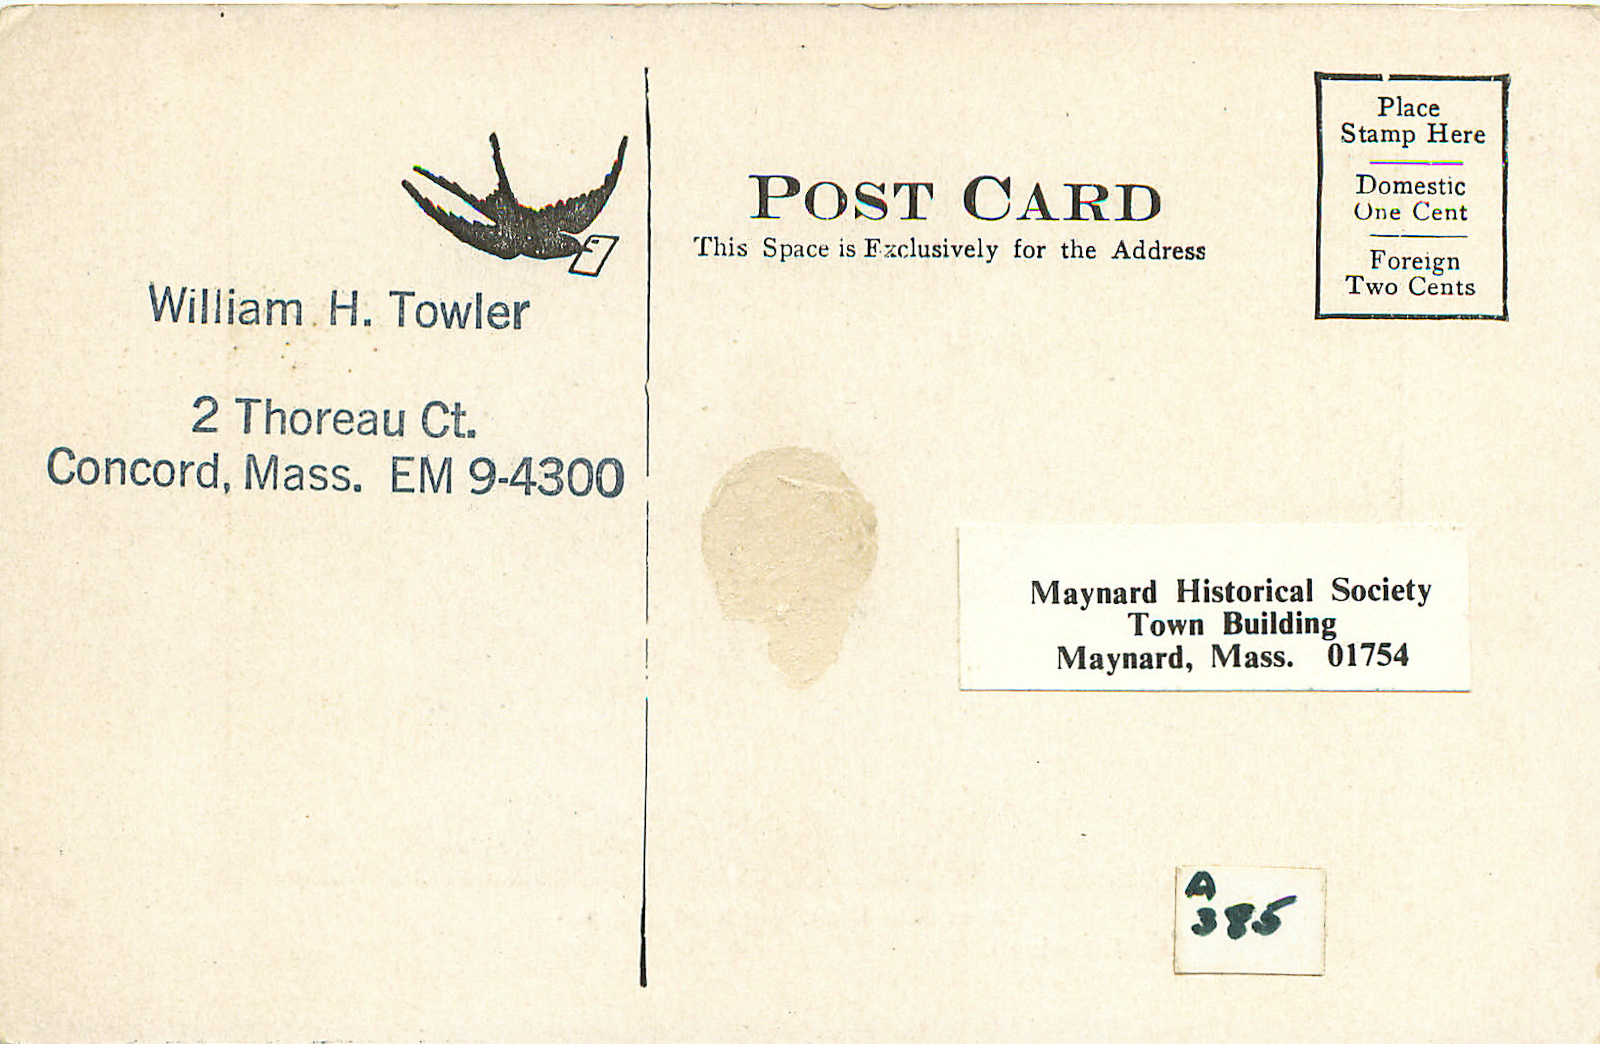 William H. Towler
2 Thoreau Ct.
Concord, Mass. EM 9-4300
POST CARD
This Space is Exclusively for the Address
Place
Stamp Here
Domestic
One Cent
Foreign
Two Cents
Maynard Historical Society
Town Building
Maynard, Mass. 01754
A
385